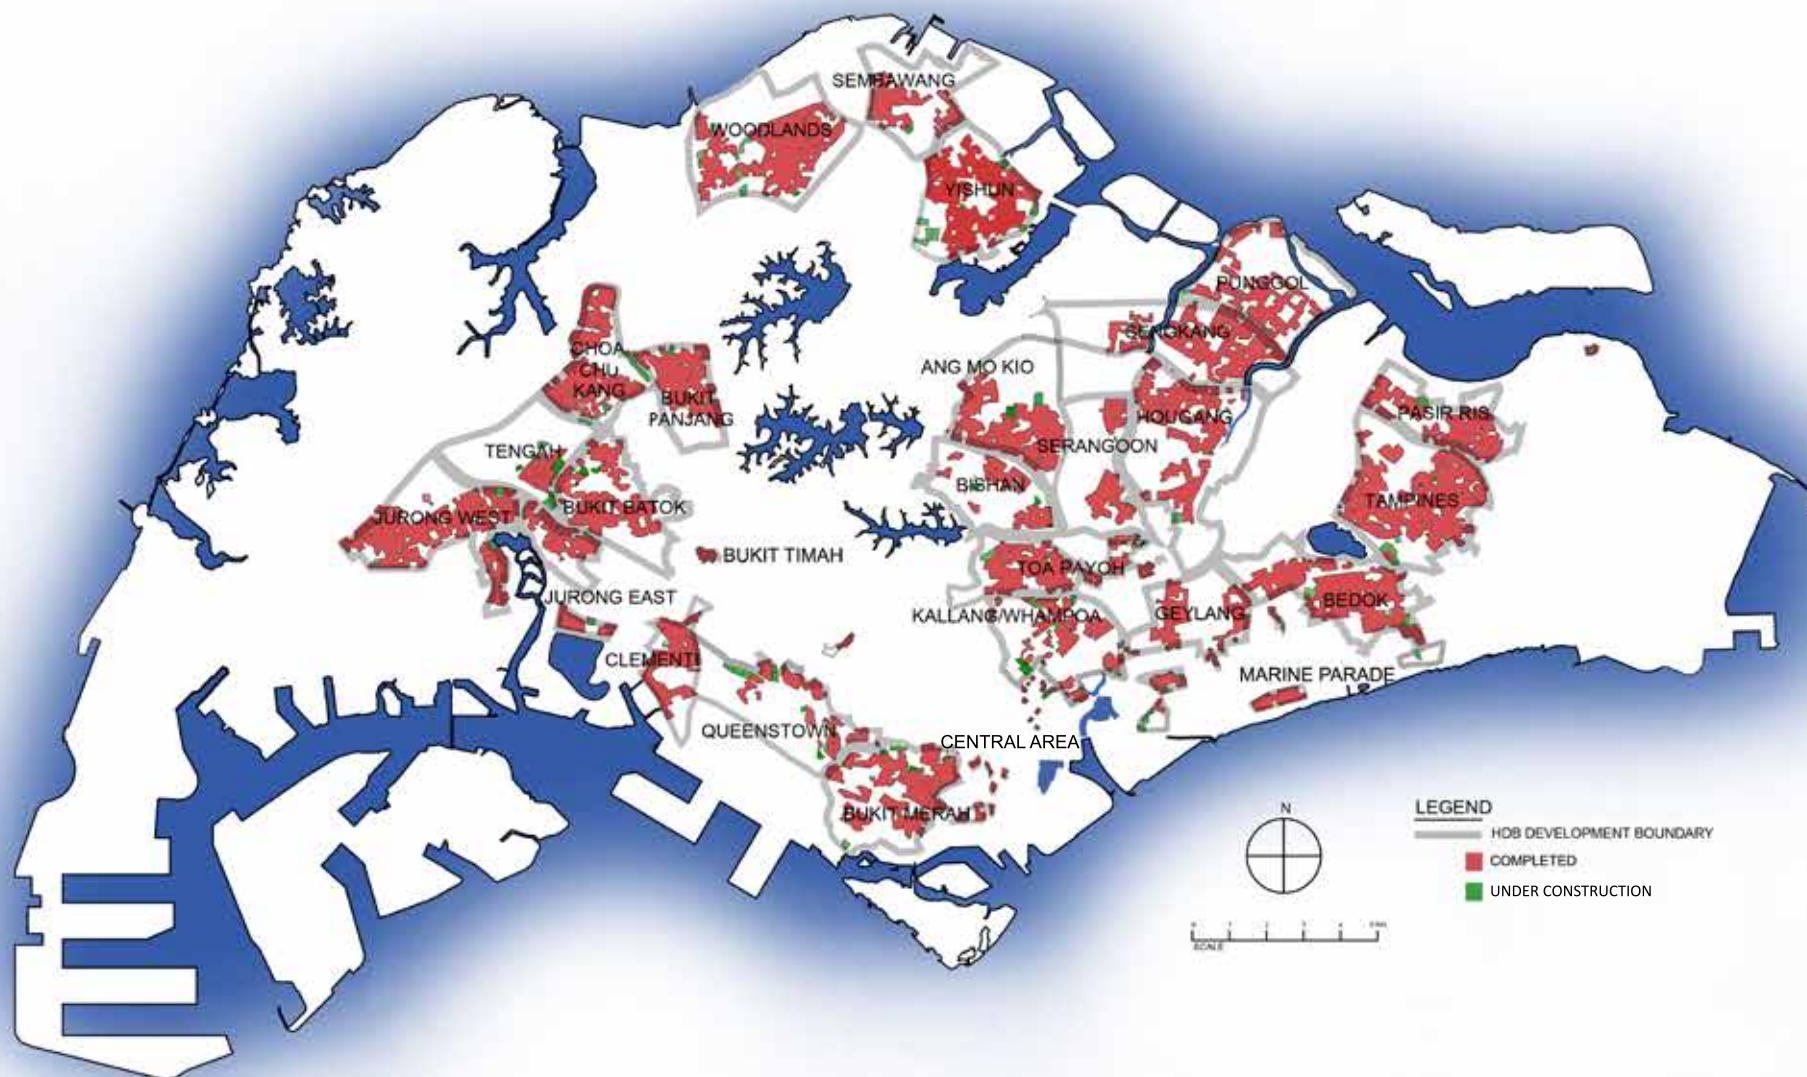 SEMBAWANG
WOODLANDS
YISHUN
PUNGGOL
SENGKANG
CHOA
CHU
KANG
ANG MO KIO
BUKIT
PANJANG
HOUGANG
PASIR RIS
SERANGOON
TENGAH
BISHAN
TAMPINES
JURONG WEST
BUKIT BATOK
BUKIT TIMAH
TOA PAYOH
JURONG EAST
KALLANG/WHAMPOA
GEYLANG
BEDOK
CLEMENTI
MARINE PARADE
QUEENSTOWN
CENTRAL AREA
BUKIT MERAH
N
LEGEND
HDB DEVELOPMENT BOUNDARY
COMPLETED
UNDER CONSTRUCTION
SCALE